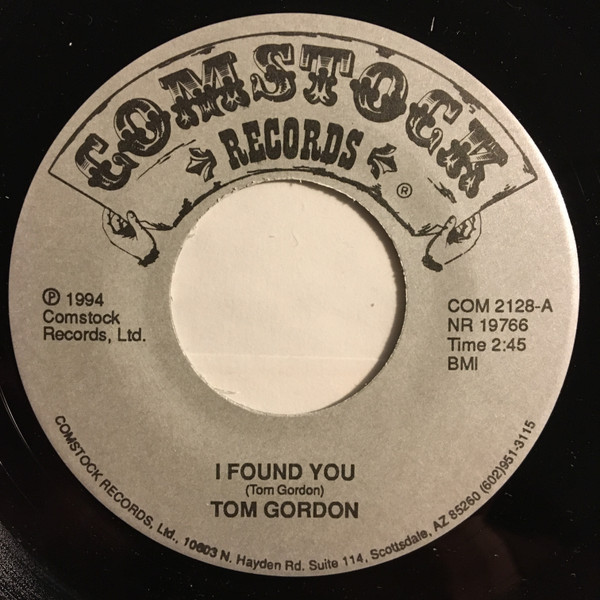 COMSTOCK
RECORDS
®
℗ 1994
Comstock
Records, Ltd.
COM 2128-A
NR 19766
Time 2:45
BMI
I FOUND YOU
(Tom Gordon)
TOM GORDON
COMSTOCK RECORDS, Ltd., 10603 N. Hayden Rd. Suite 114, Scottsdale, AZ 85260 (602)951-3115